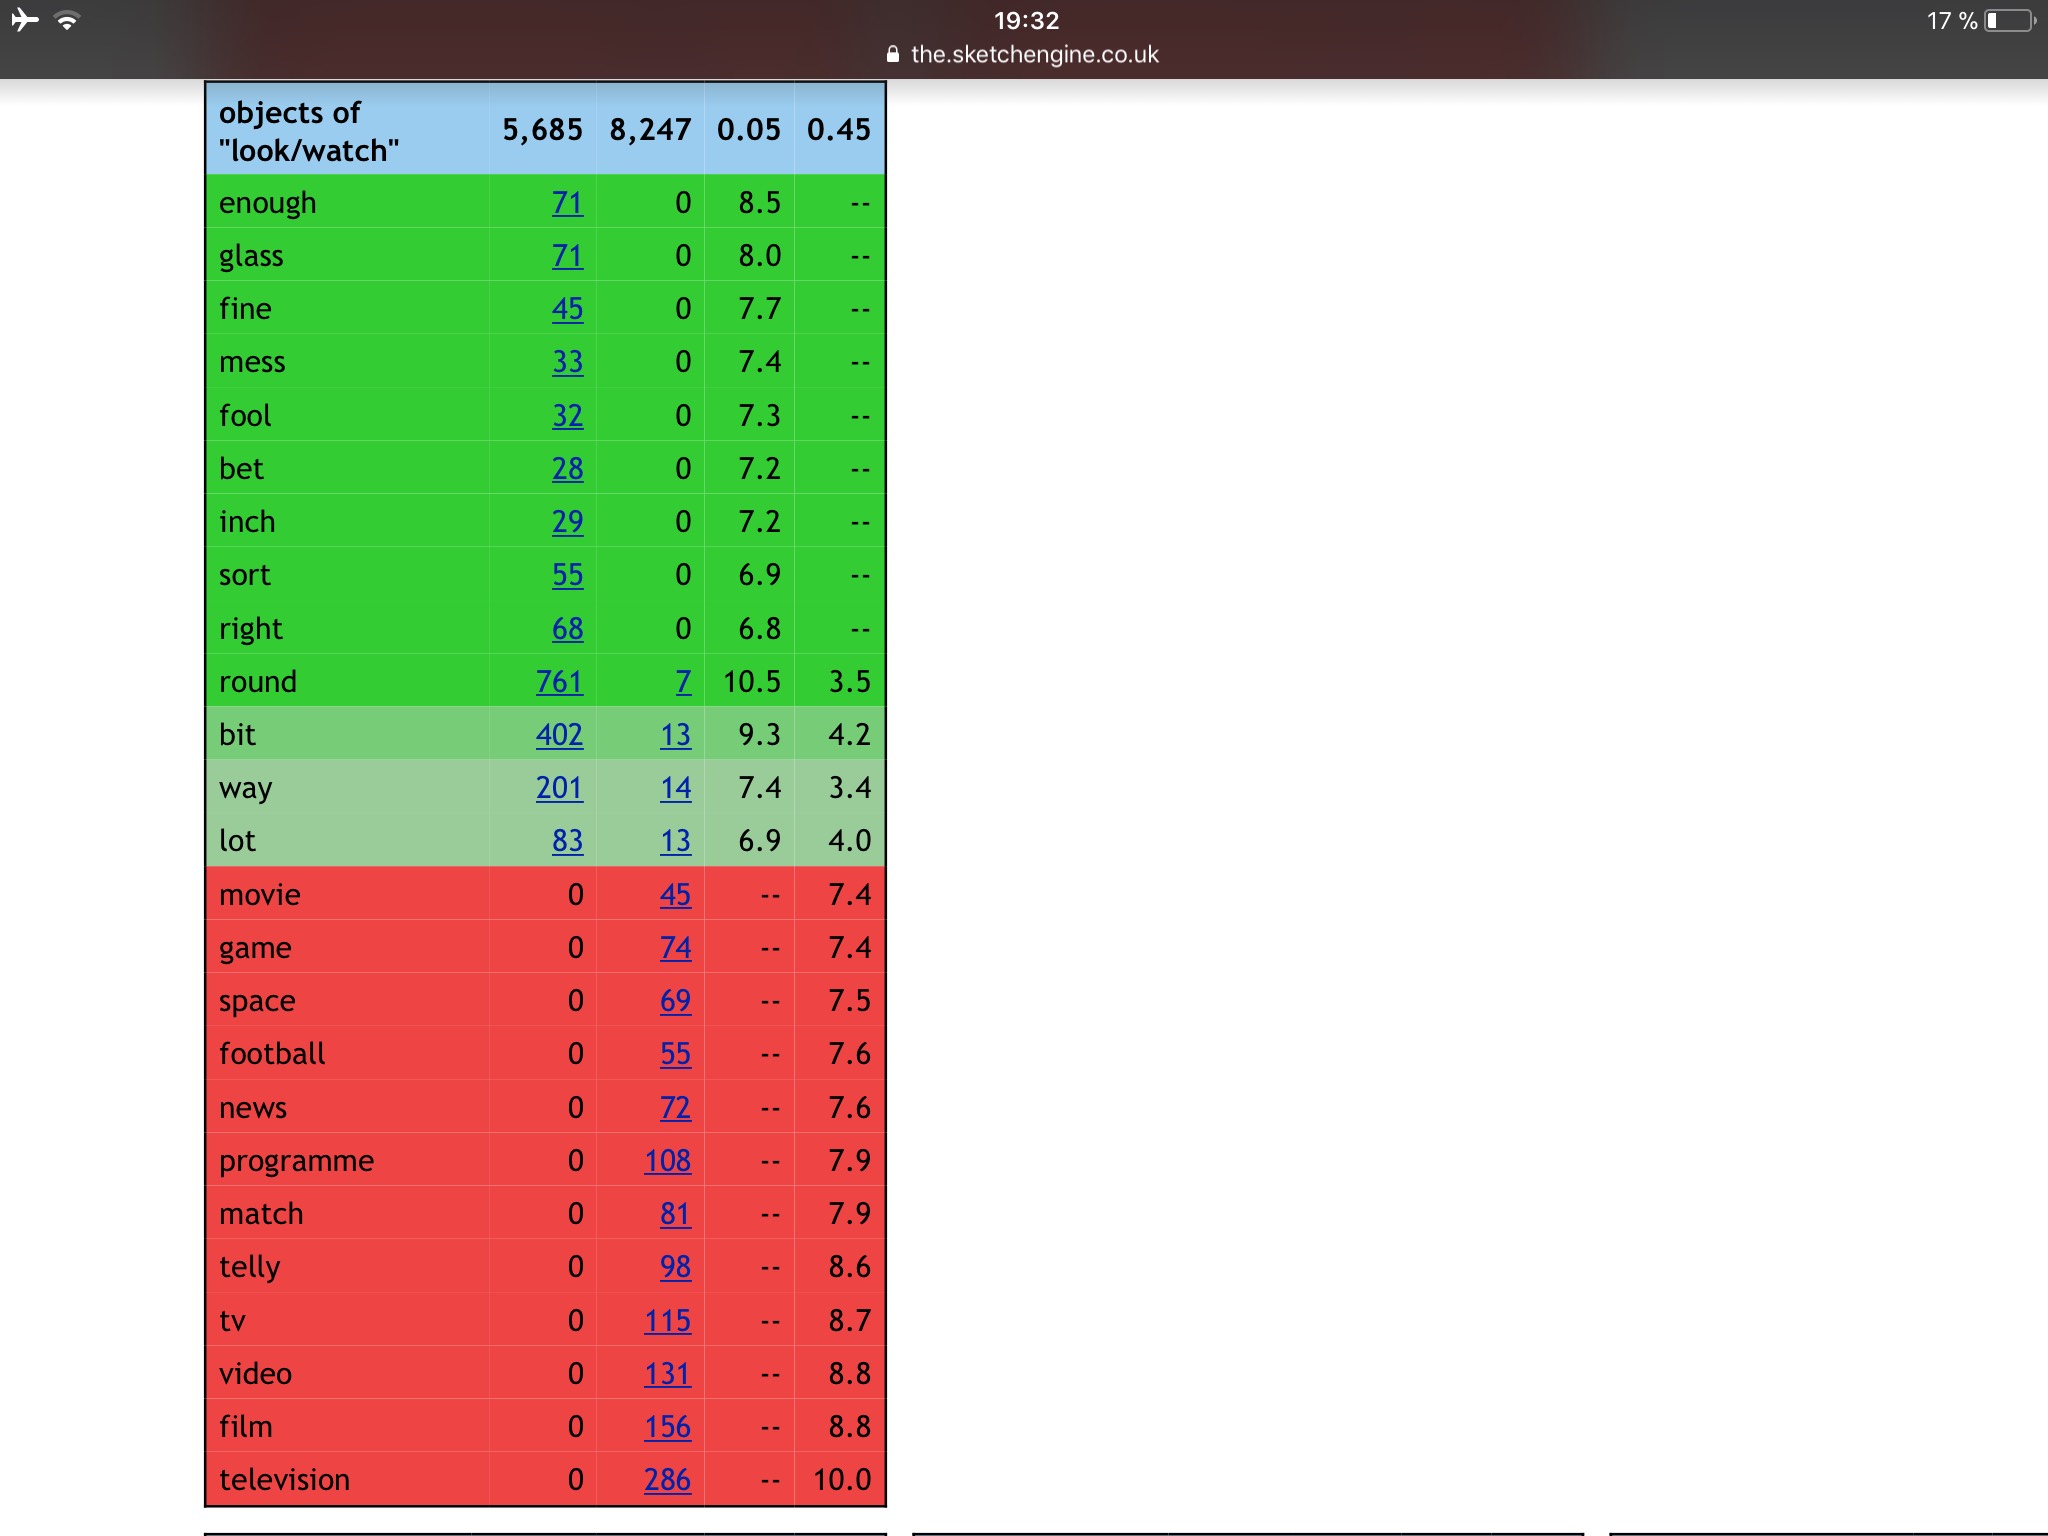 19:32
17 %
the.sketchengine.co.uk
objects of
"look/watch" 5,685 8,247 0.05 0.45
enough 71 0 8.5 --
glass 71 0 8.0 --
fine 45 0 7.7 --
mess 33 0 7.4 --
fool 32 0 7.3 --
bet 28 0 7.2 --
inch 29 0 7.2 --
sort 55 0 6.9 --
right 68 0 6.8 --
round 761 7 10.5 3.5
bit 402 13 9.3 4.2
way 201 14 7.4 3.4
lot 83 13 6.9 4.0
movie 0 45 -- 7.4
game 0 74 -- 7.4
space 0 69 -- 7.5
football 0 55 -- 7.6
news 0 72 -- 7.6
programme 0 108 -- 7.9
match 0 81 -- 7.9
telly 0 98 -- 8.6
tv 0 115 -- 8.7
video 0 131 -- 8.8
film 0 156 -- 8.8
television 0 286 -- 10.0